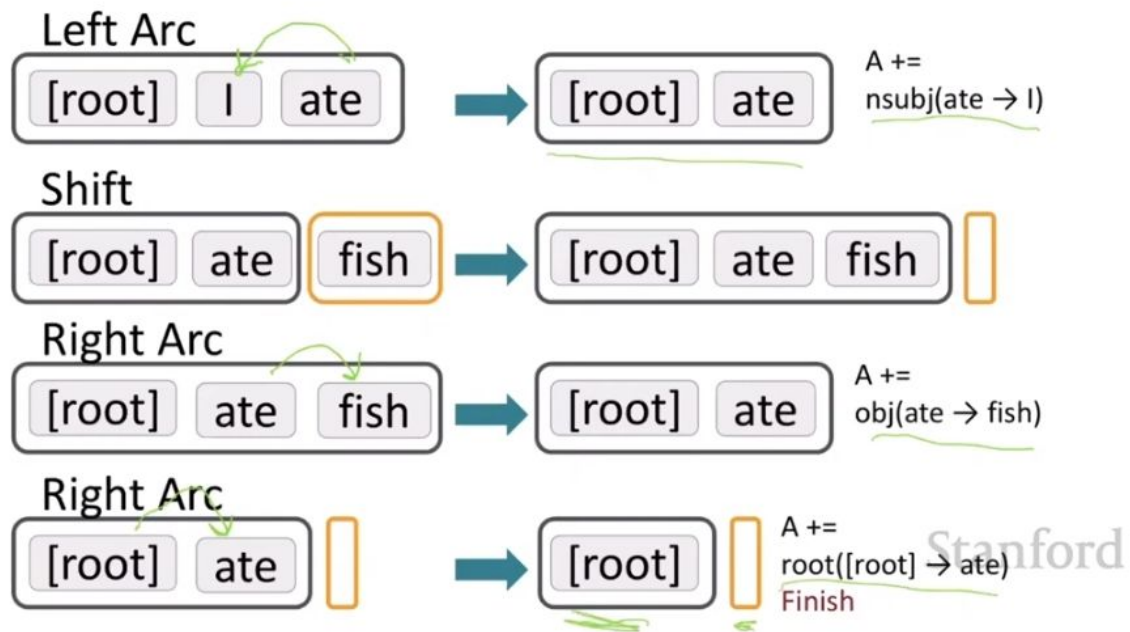 Left Arc
[root] I ate [root] ate
A +=
nsubj(ate → I)
Shift
[root] ate fish [root] ate fish
Right Arc
[root] ate fish [root] ate
A +=
obj(ate → fish)
Right Arc
[root] ate [root]
A +=
root([root] → ate)
Finish
Stanford